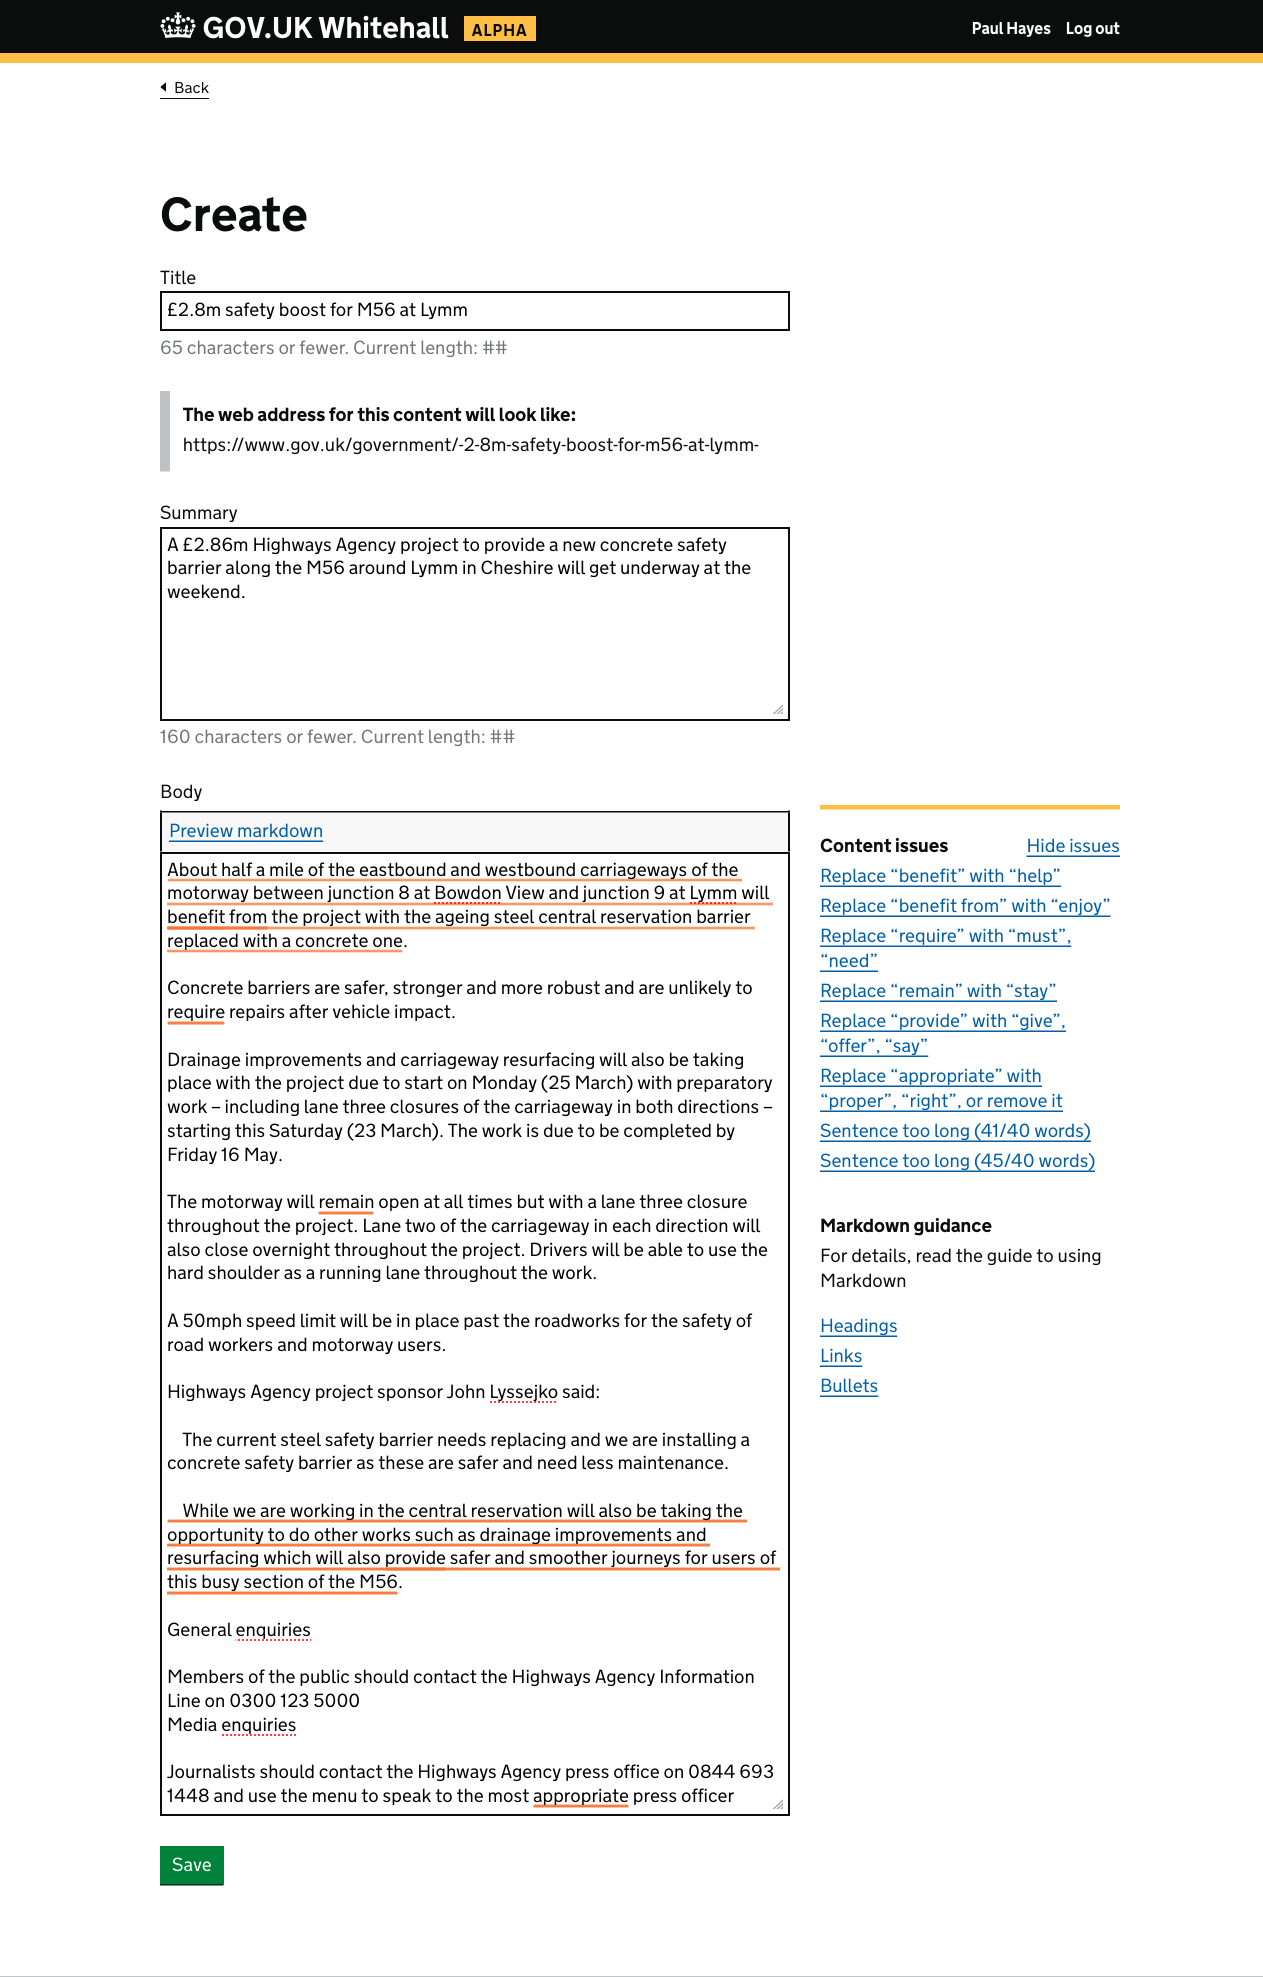 GOV.UK Whitehall ALPHA Paul Hayes Log out
Back
Create
Title
£2.8m safety boost for M56 at Lymm
65 characters or fewer. Current length: ##
The web address for this content will look like:
https://www.gov.uk/government/-2-8m-safety-boost-for-m56-at-lymm-
Summary
A £2.86m Highways Agency project to provide a new concrete safety
barrier along the M56 around Lymm in Cheshire will get underway at the
weekend.
160 characters or fewer. Current length: ##
Body
Preview markdown
About half a mile of the eastbound and westbound carriageways of the
motorway between junction 8 at Bowdon View and junction 9 at Lymm will
benefit from the project with the ageing steel central reservation barrier
replaced with a concrete one.
Concrete barriers are safer, stronger and more robust and are unlikely to
require repairs after vehicle impact.
Drainage improvements and carriageway resurfacing will also be taking
place with the project due to start on Monday (25 March) with preparatory
work – including lane three closures of the carriageway in both directions –
starting this Saturday (23 March). The work is due to be completed by
Friday 16 May.
The motorway will remain open at all times but with a lane three closure
throughout the project. Lane two of the carriageway in each direction will
also close overnight throughout the project. Drivers will be able to use the
hard shoulder as a running lane throughout the work.
A 50mph speed limit will be in place past the roadworks for the safety of
road workers and motorway users.
Highways Agency project sponsor John Lyssejko said:
The current steel safety barrier needs replacing and we are installing a
concrete safety barrier as these are safer and need less maintenance.
While we are working in the central reservation will also be taking the
opportunity to do other works such as drainage improvements and
resurfacing which will also provide safer and smoother journeys for users of
this busy section of the M56.
General enquiries
Members of the public should contact the Highways Agency Information
Line on 0300 123 5000
Media enquiries
Journalists should contact the Highways Agency press office on 0844 693
1448 and use the menu to speak to the most appropriate press officer
Content issues Hide issues
Replace “benefit” with “help”
Replace “benefit from” with “enjoy”
Replace “require” with “must”,
“need”
Replace “remain” with “stay”
Replace “provide” with “give”,
“offer”, “say”
Replace “appropriate” with
“proper”, “right”, or remove it
Sentence too long (41/40 words)
Sentence too long (45/40 words)
Markdown guidance
For details, read the guide to using
Markdown
Headings
Links
Bullets
Save